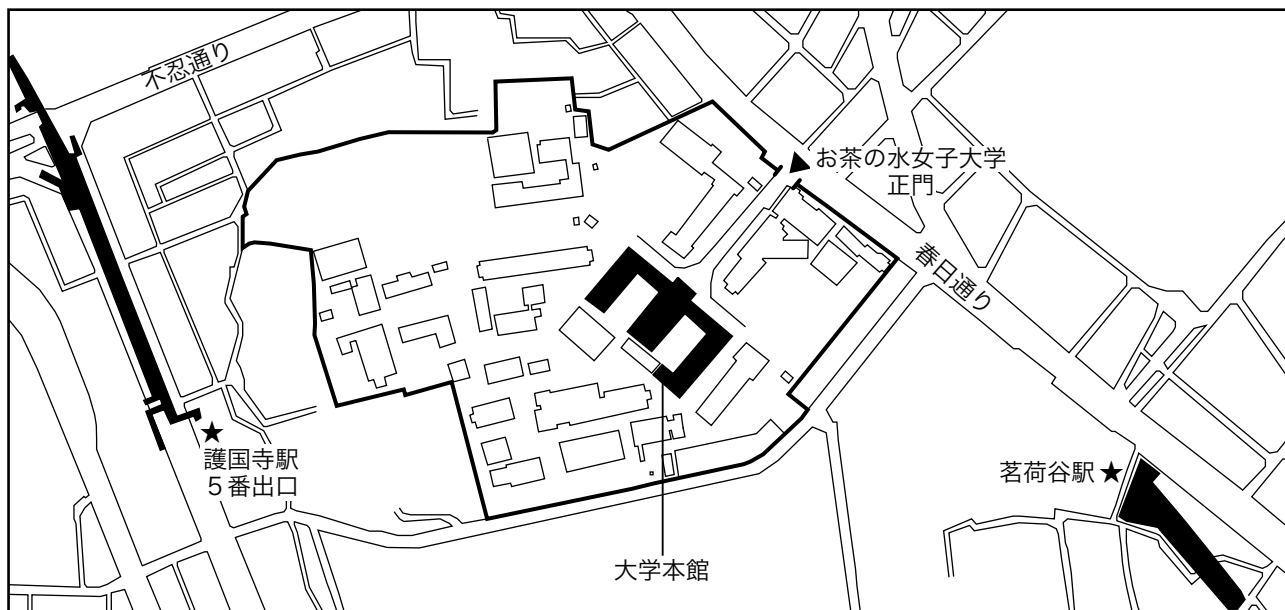 不忍通り
お茶の水女子大学
正門
春日通り
護国寺駅
５番出口
茗荷谷駅
大学本館